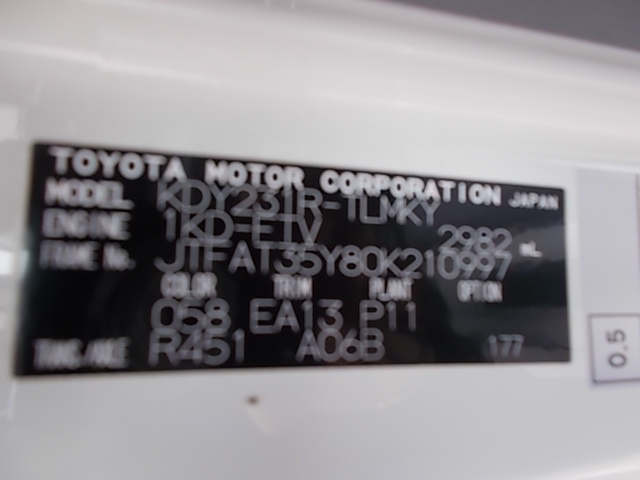 TOYOTA MOTOR CORPORATION JAPAN
MODEL KDY231R-TLMKY
ENGINE 1KD-FTV 2982 mL
FRAME No. JTFAT35Y80K210997
COLOR TRIM PLANT OPTION
058 EA13 P11
TRANS/AXLE R451 A06B 177
0.5